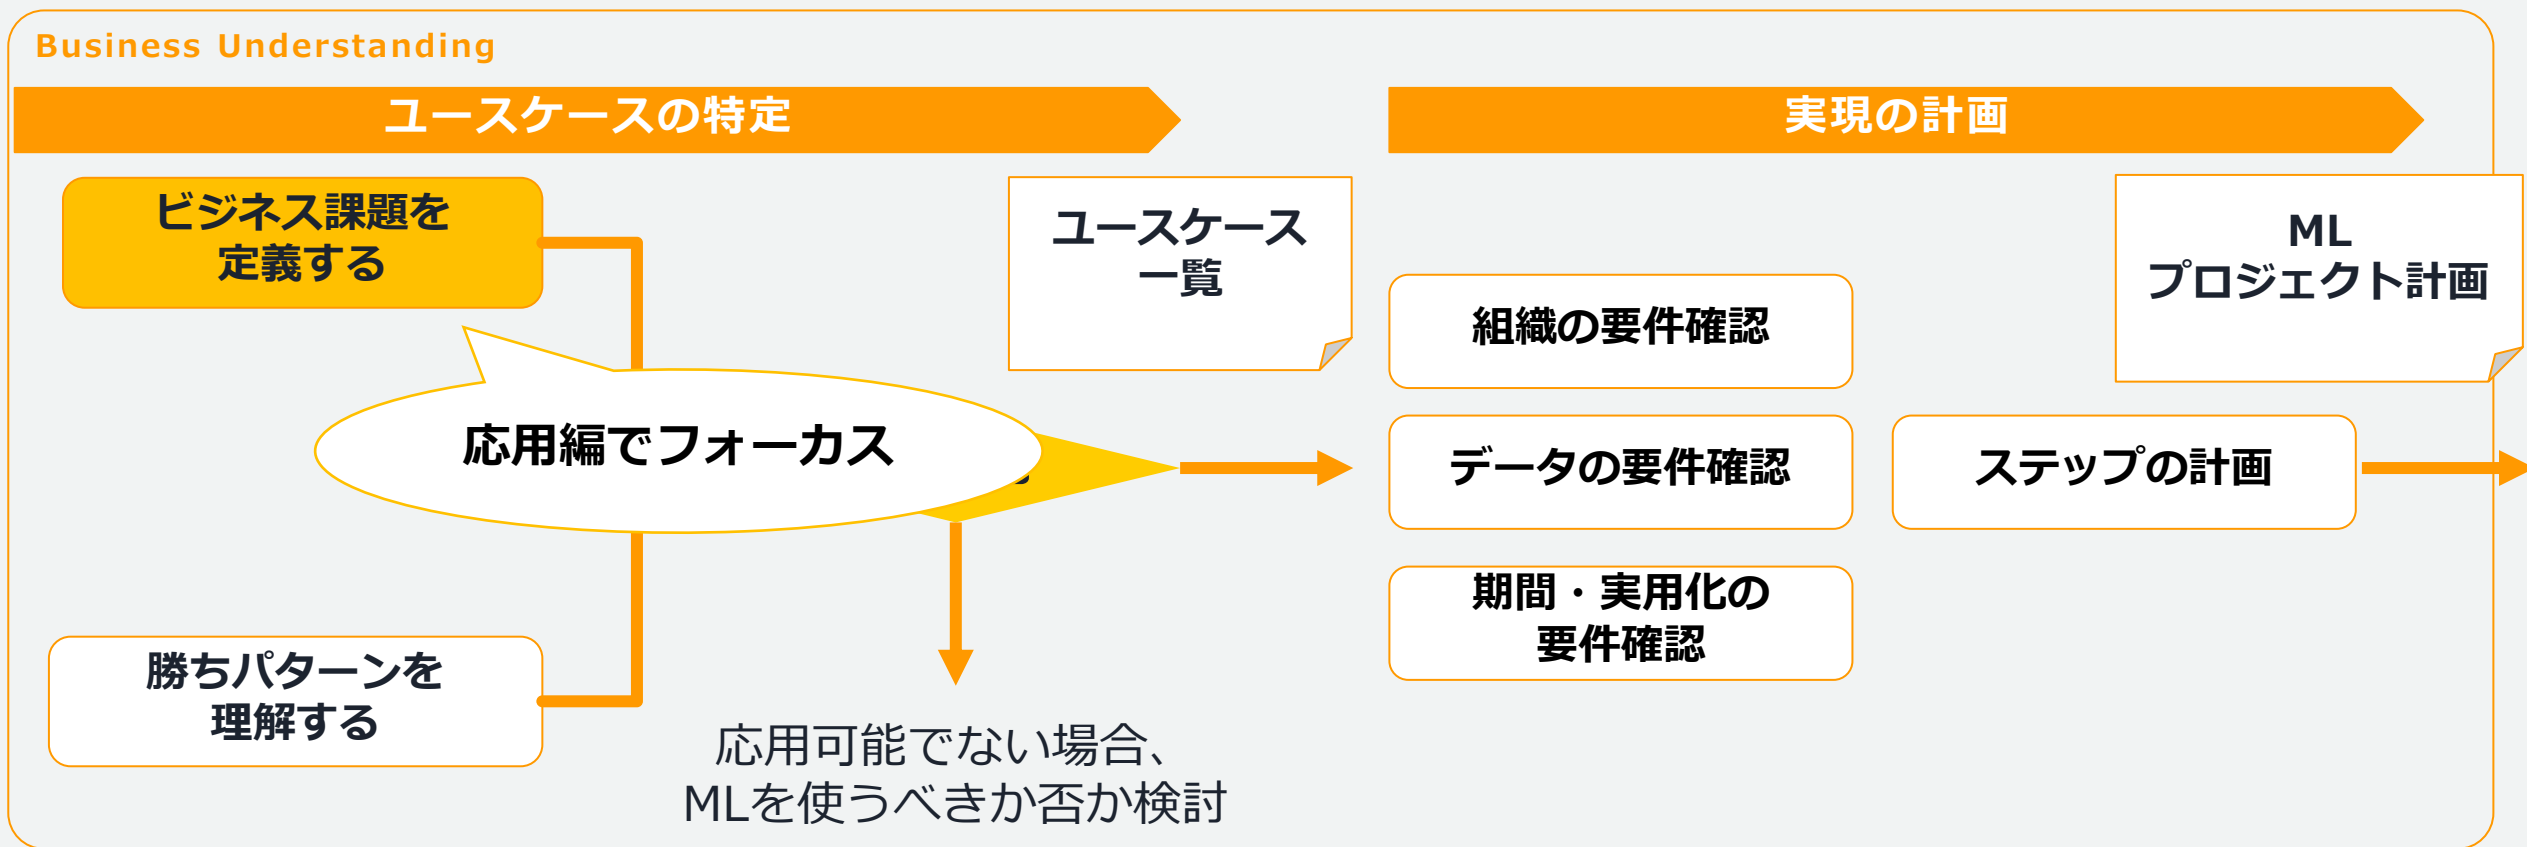 Business Understanding
ユースケースの特定
実現の計画
ビジネス課題を
定義する
ユースケース
一覧
ML
プロジェクト計画
組織の要件確認
応用編でフォーカス
データの要件確認
ステップの計画
期間・実用化の
要件確認
勝ちパターンを
理解する
応用可能でない場合、
MLを使うべきか否か検討